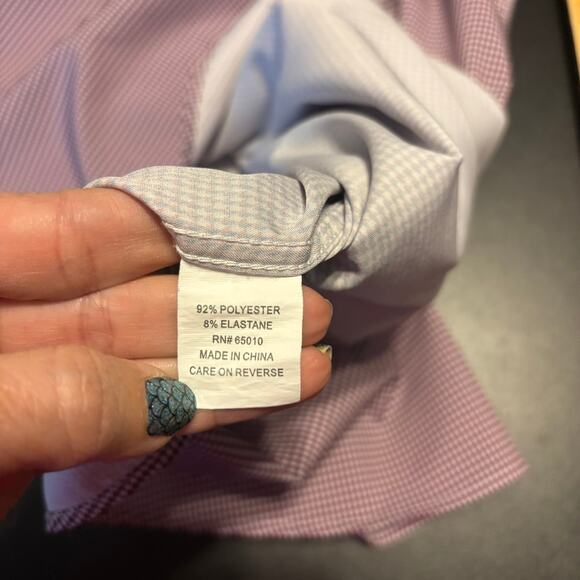 92% POLYESTER
8% ELASTANE
RN# 65010
MADE IN CHINA
CARE ON REVERSE